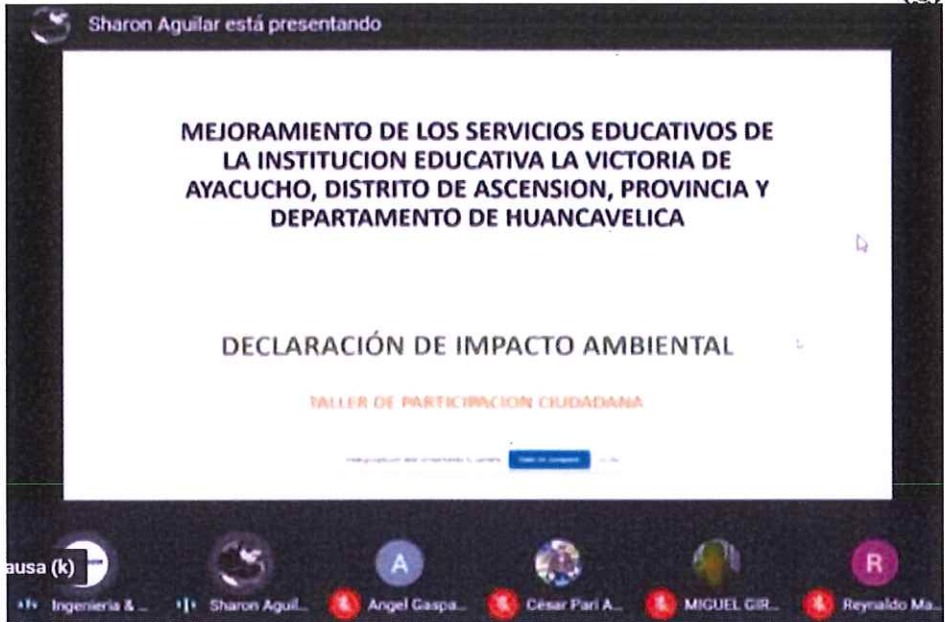 Sharon Aguilar está presentando
MEJORAMIENTO DE LOS SERVICIOS EDUCATIVOS DE
LA INSTITUCION EDUCATIVA LA VICTORIA DE
AYACUCHO, DISTRITO DE ASCENSION, PROVINCIA Y
DEPARTAMENTO DE HUANCAVELICA
DECLARACIÓN DE IMPACTO AMBIENTAL
TALLER DE PARTICIPACION CIUDADANA
ausa (k)
A
R
Ingeniería & ...
Sharon Aguil...
Angel Gaspa...
César Pari A...
MIGUEL GIR...
Reynaldo Ma...